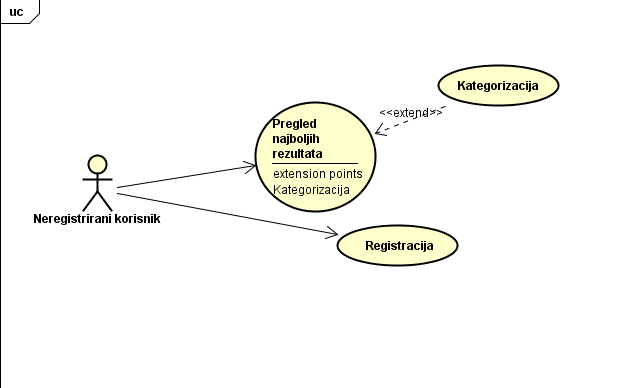 uc
Kategorizacija
<<extend>>
Pregled
najboljih
rezultata
extension points
Kategorizacija
Neregistrirani korisnik
Registracija